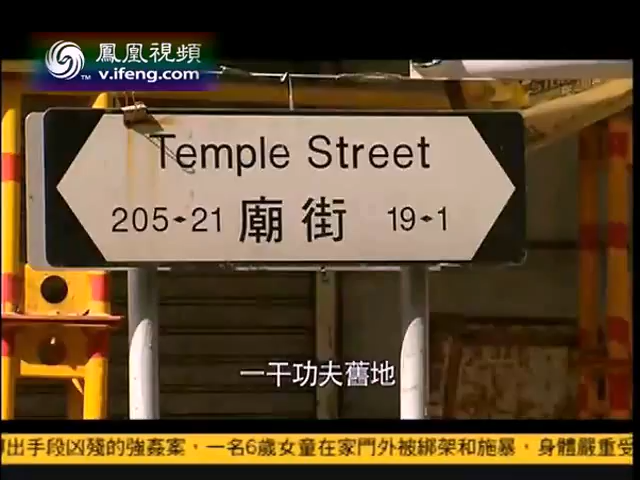 鳳凰視頻
v.ifeng.com
Temple Street
205 21 廟街 19 1
一干功夫舊地
出手段凶殘的強姦案，一名6歲女童在家門外被綁架和施暴，身體嚴重受